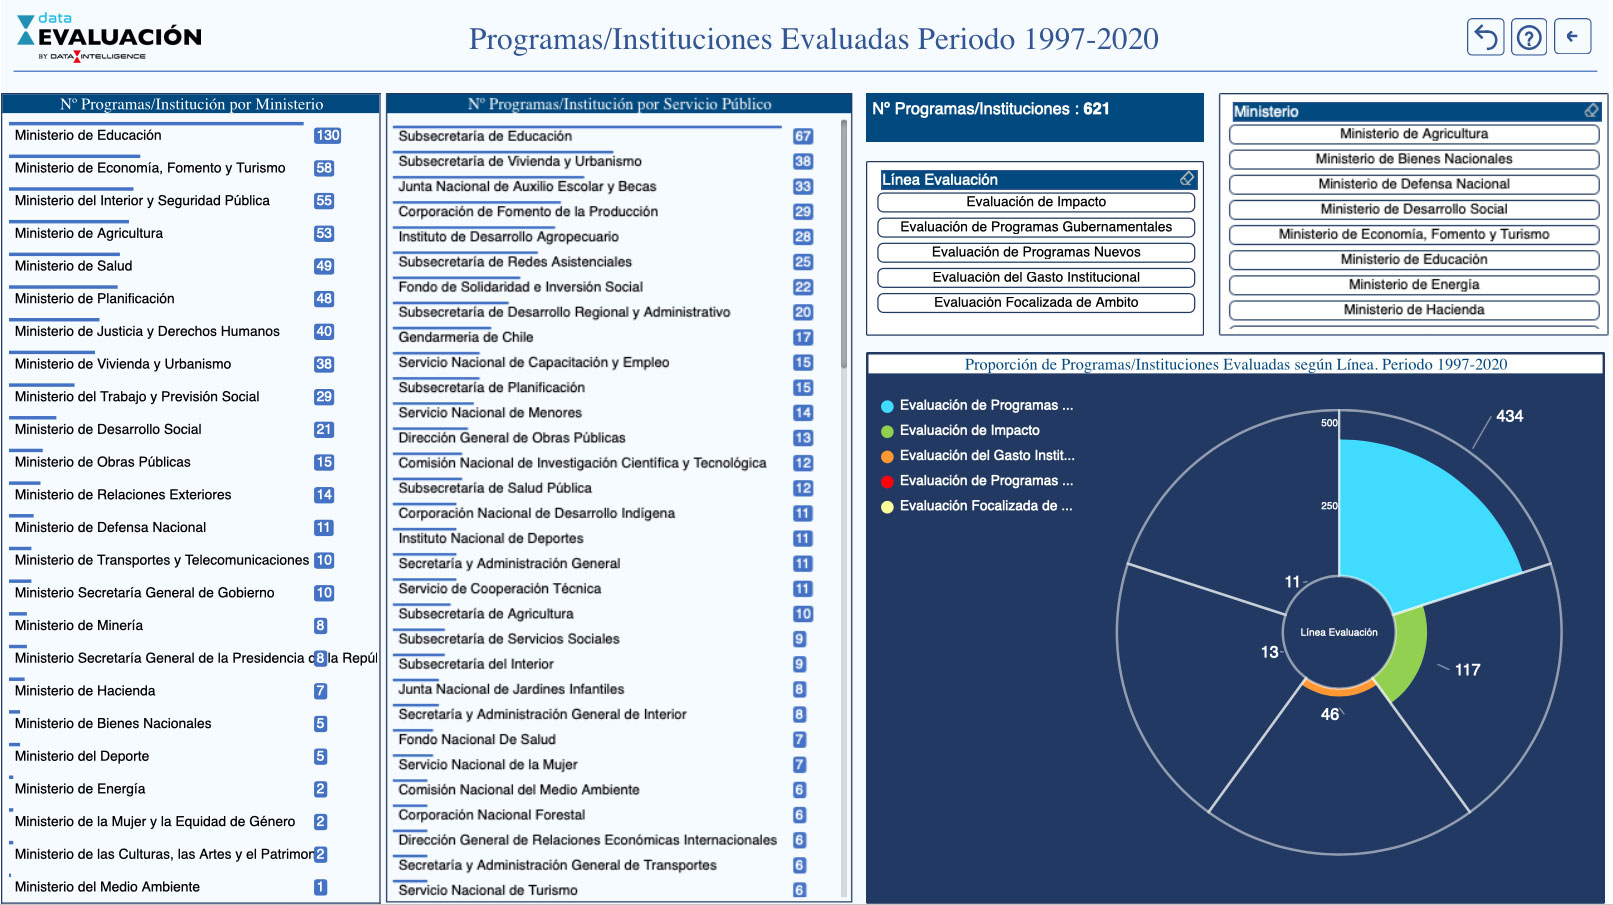 data
EVALUACIÓN
BY DATA INTELLIGENCE
Programas/Instituciones Evaluadas Periodo 1997-2020
Nº Programas/Institución por Ministerio
Ministerio de Educación 130
Ministerio de Economía, Fomento y Turismo 58
Ministerio del Interior y Seguridad Pública 55
Ministerio de Agricultura 53
Ministerio de Salud 49
Ministerio de Planificación 48
Ministerio de Justicia y Derechos Humanos 40
Ministerio de Vivienda y Urbanismo 38
Ministerio del Trabajo y Previsión Social 29
Ministerio de Desarrollo Social 21
Ministerio de Obras Públicas 15
Ministerio de Relaciones Exteriores 14
Ministerio de Defensa Nacional 11
Ministerio de Transportes y Telecomunicaciones 10
Ministerio Secretaría General de Gobierno 10
Ministerio de Minería 8
Ministerio Secretaría General de la Presidencia 8 la Repúl
Ministerio de Hacienda 7
Ministerio de Bienes Nacionales 5
Ministerio del Deporte 5
Ministerio de Energía 2
Ministerio de la Mujer y la Equidad de Género 2
Ministerio de las Culturas, las Artes y el Patrimon 2
Ministerio del Medio Ambiente 1
Nº Programas/Institución por Servicio Público
Subsecretaría de Educación 67
Subsecretaría de Vivienda y Urbanismo 38
Junta Nacional de Auxilio Escolar y Becas 33
Corporación de Fomento de la Producción 29
Instituto de Desarrollo Agropecuario 28
Subsecretaría de Redes Asistenciales 25
Fondo de Solidaridad e Inversión Social 22
Subsecretaría de Desarrollo Regional y Administrativo 20
Gendarmería de Chile 17
Servicio Nacional de Capacitación y Empleo 15
Subsecretaría de Planificación 15
Servicio Nacional de Menores 14
Dirección General de Obras Públicas 13
Comisión Nacional de Investigación Científica y Tecnológica 12
Subsecretaría de Salud Pública 12
Corporación Nacional de Desarrollo Indígena 11
Instituto Nacional de Deportes 11
Secretaría y Administración General 11
Servicio de Cooperación Técnica 11
Subsecretaría de Agricultura 10
Subsecretaría de Servicios Sociales 9
Subsecretaría del Interior 9
Junta Nacional de Jardines Infantiles 8
Secretaría y Administración General de Interior 8
Fondo Nacional De Salud 7
Servicio Nacional de la Mujer 7
Comisión Nacional del Medio Ambiente 6
Corporación Nacional Forestal 6
Dirección General de Relaciones Económicas Internacionales 6
Secretaría y Administración General de Transportes 6
Servicio Nacional de Turismo 6
Nº Programas/Instituciones : 621
Línea Evaluación
Evaluación de Impacto
Evaluación de Programas Gubernamentales
Evaluación de Programas Nuevos
Evaluación del Gasto Institucional
Evaluación Focalizada de Ambito
Ministerio
Ministerio de Agricultura
Ministerio de Bienes Nacionales
Ministerio de Defensa Nacional
Ministerio de Desarrollo Social
Ministerio de Economía, Fomento y Turismo
Ministerio de Educación
Ministerio de Energía
Ministerio de Hacienda
Proporción de Programas/Instituciones Evaluadas según Línea. Periodo 1997-2020
Evaluación de Programas ...
Evaluación de Impacto
Evaluación del Gasto Instit...
Evaluación de Programas ...
Evaluación Focalizada de ...
434
500
250
11
Línea Evaluación
13
117
46